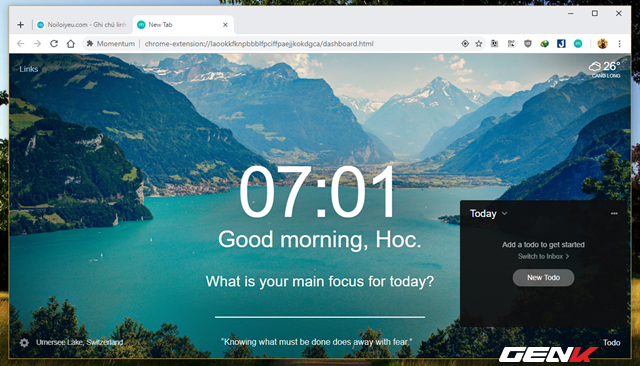 Noiloiyeu.com - Ghi chú linh
New Tab
Momentum
chrome-extension://laookkfknpbbblfpciffpaejjkokdgca/dashboard.html
Links
26°
CANG LONG
07:01
Good morning, Hoc.
What is your main focus for today?
Today
Add a todo to get started
Switch to Inbox
New Todo
Urnersee Lake, Switzerland
"Knowing what must be done does away with fear."
Todo
GENK